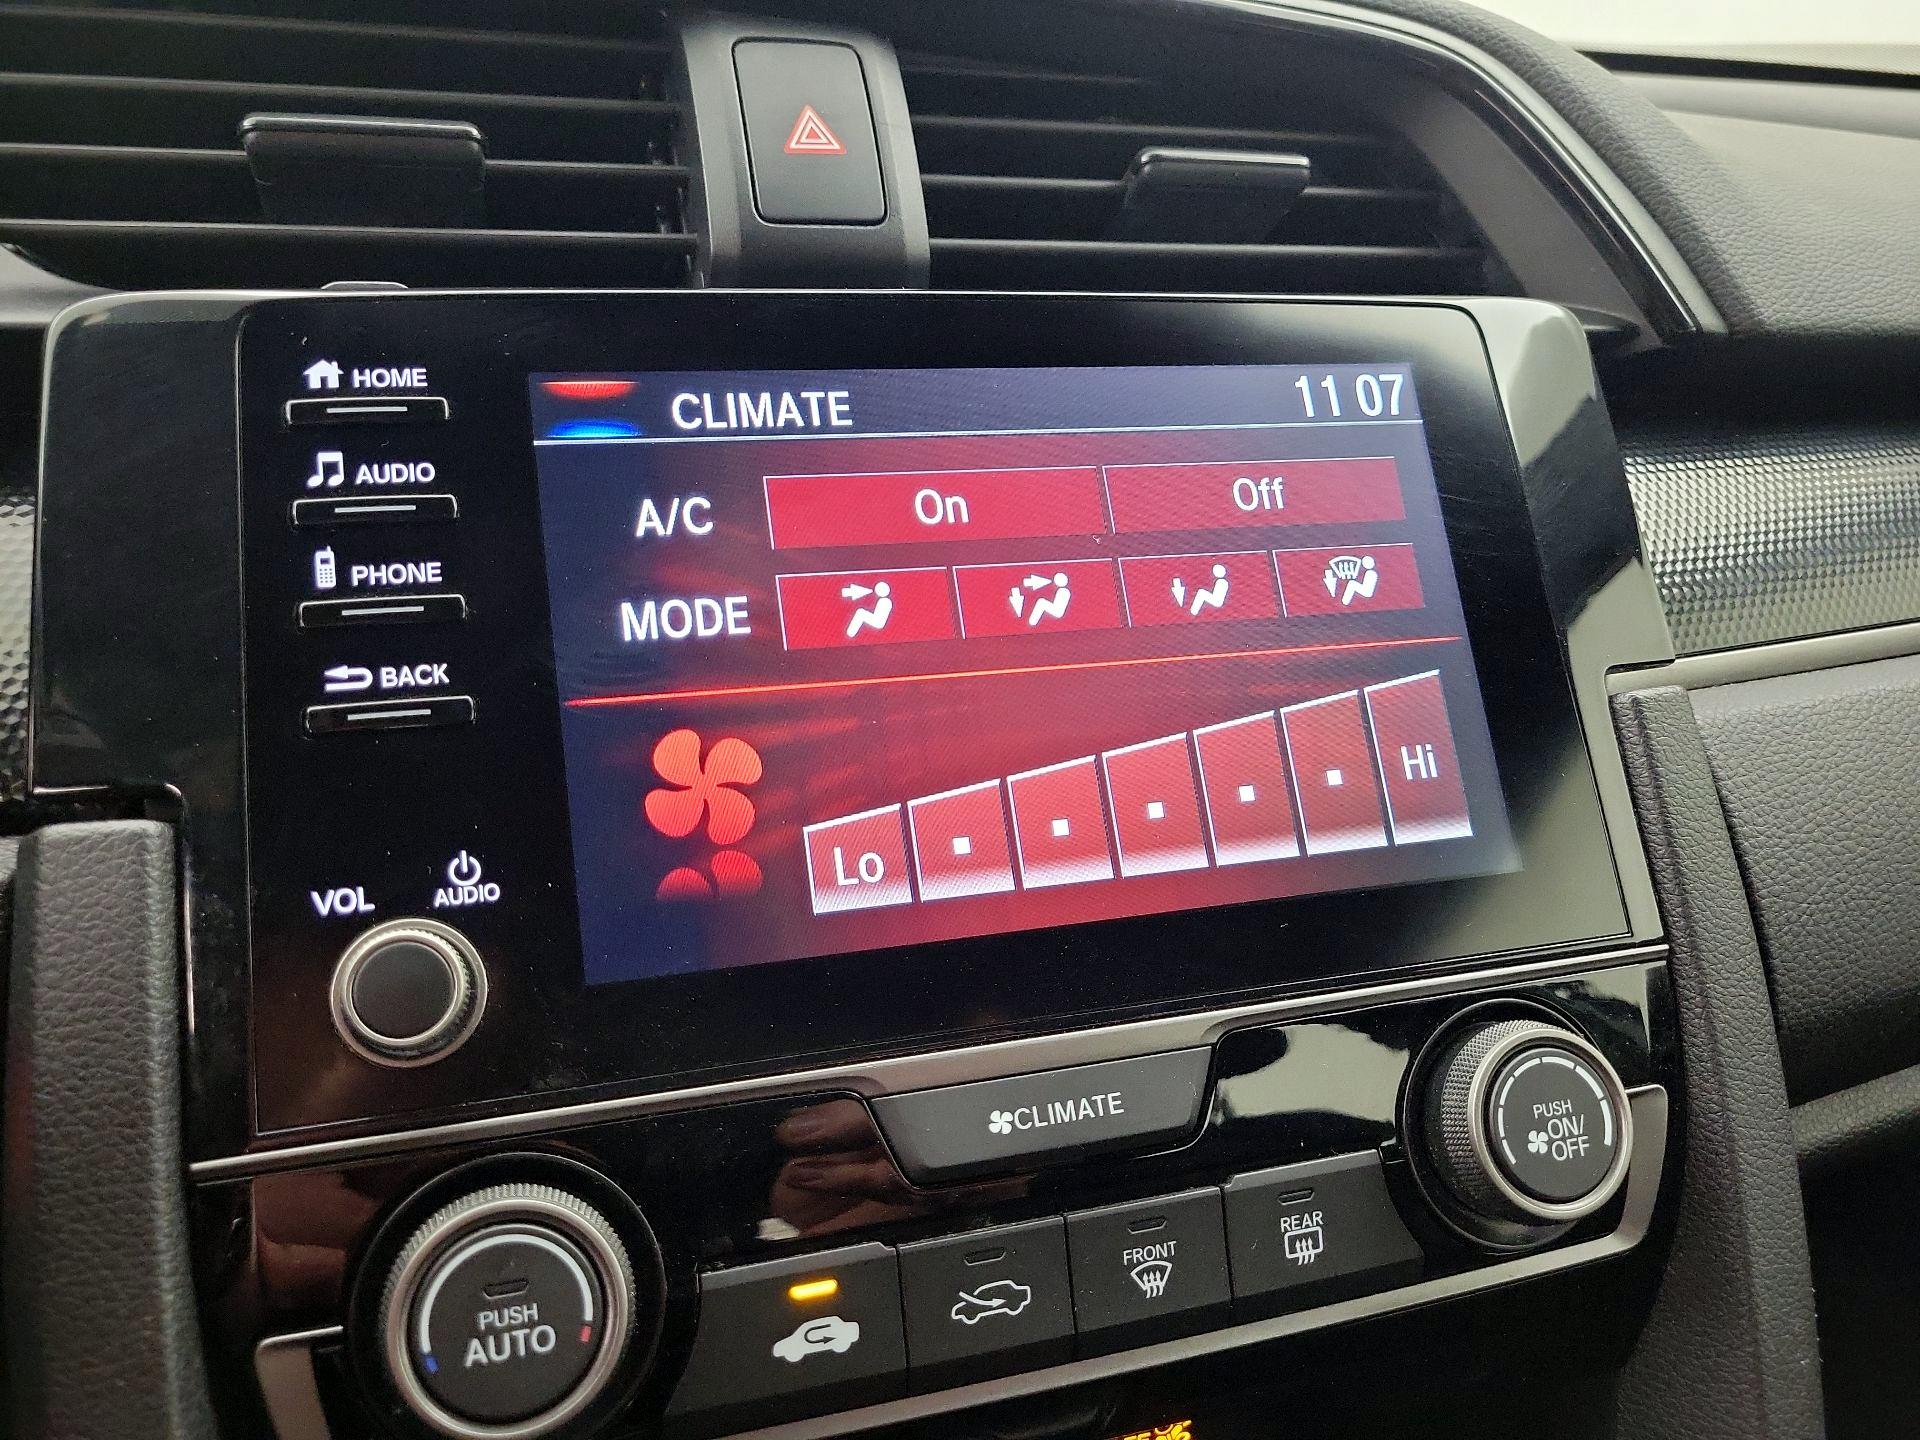 HOME
AUDIO
PHONE
BACK
VOL
AUDIO
CLIMATE 11 07
A/C On Off
MODE
Lo Hi
CLIMATE
PUSH
ON/
OFF
PUSH
AUTO
FRONT
REAR